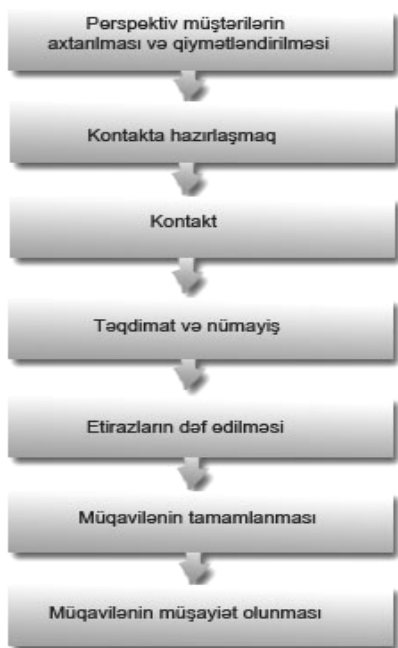 Perspektiv müştərilərin
axtarılması və qiymətləndirilməsi
Kontakta hazırlaşmaq
Kontakt
Təqdimat və nümayiş
Etirazların dəf edilməsi
Müqavilənin tamamlanması
Müqavilənin müşayiət olunması